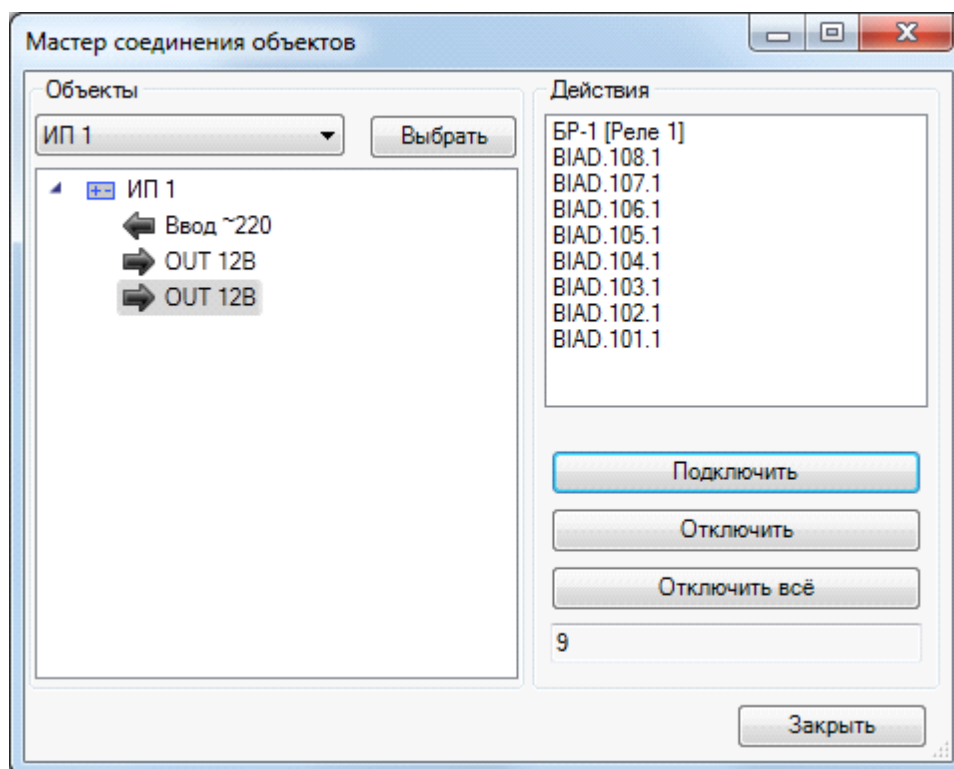 Мастер соединения объектов
Объекты
ИП 1
Выбрать
ИП 1
Ввод ~220
OUT 12В
OUT 12В
Действия
БР-1 [Реле 1]
BIAD.108.1
BIAD.107.1
BIAD.106.1
BIAD.105.1
BIAD.104.1
BIAD.103.1
BIAD.102.1
BIAD.101.1
Подключить
Отключить
Отключить всё
9
Закрыть